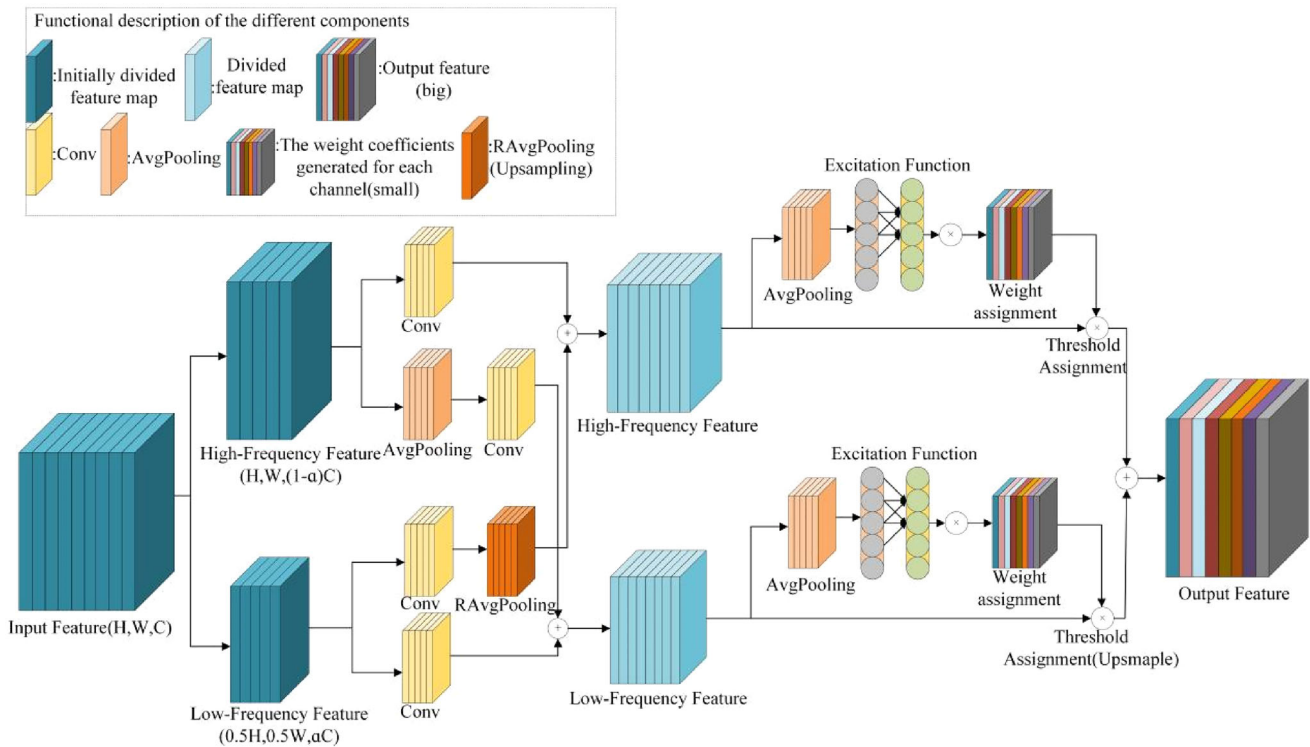 Functional description of the different components
:Initially divided
feature map
Divided
:feature map
:Output feature
(big)
:Conv
:AvgPooling
:The weight coefficients
generated for each
channel(small)
:RAvgPooling
(Upsampling)
Excitation Function
AvgPooling
×
Weight
assignment
×
Threshold
Assignment
Conv
+
High-Frequency Feature
(H,W,(1-α)C)
AvgPooling
Conv
High-Frequency Feature
Excitation Function
+
Input Feature(H,W,C)
Conv
RAvgPooling
+
AvgPooling
×
Weight
assignment
×
Threshold
Assignment(Upsmaple)
Output Feature
Low-Frequency Feature
(0.5H,0.5W,αC)
Conv
Low-Frequency Feature